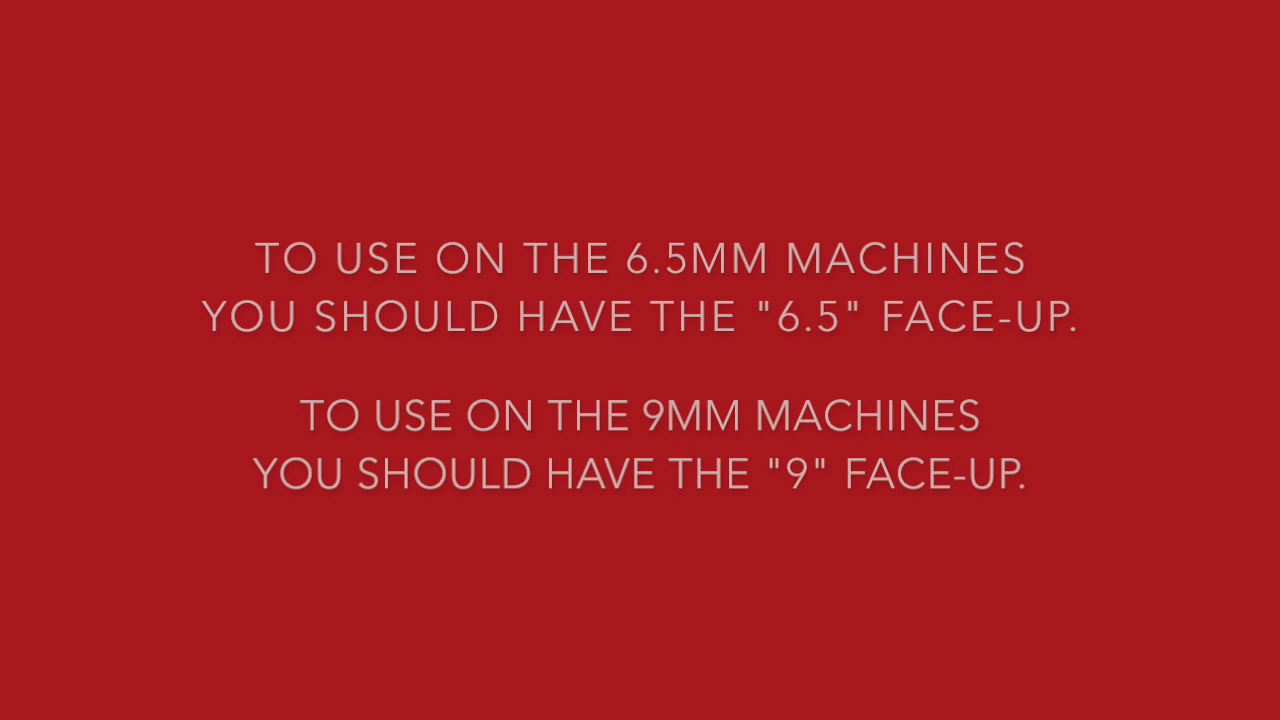 TO USE ON THE 6.5MM MACHINES
YOU SHOULD HAVE THE "6.5" FACE-UP.
TO USE ON THE 9MM MACHINES
YOU SHOULD HAVE THE "9" FACE-UP.